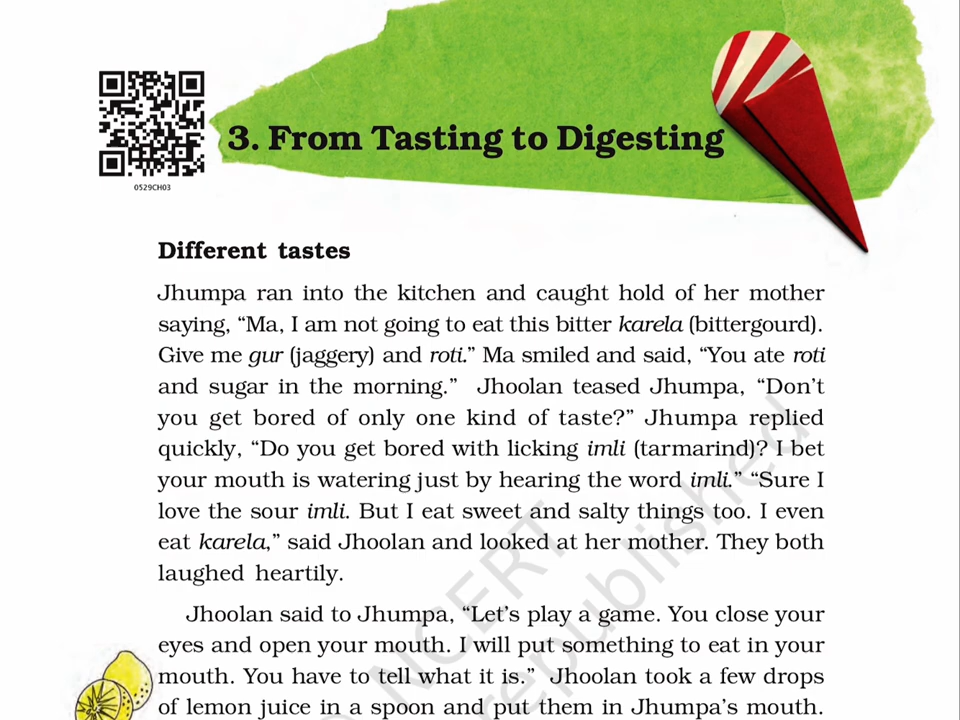 0529CH03
3. From Tasting to Digesting
Different tastes
Jhumpa ran into the kitchen and caught hold of her mother
saying, “Ma, I am not going to eat this bitter karela (bittergourd).
Give me gur (jaggery) and roti.” Ma smiled and said, “You ate roti
and sugar in the morning.” Jhoolan teased Jhumpa, “Don’t
you get bored of only one kind of taste?” Jhumpa replied
quickly, “Do you get bored with licking imli (tarmarind)? I bet
your mouth is watering just by hearing the word imli.” “Sure I
love the sour imli. But I eat sweet and salty things too. I even
eat karela,” said Jhoolan and looked at her mother. They both
laughed heartily.
Jhoolan said to Jhumpa, “Let’s play a game. You close your
eyes and open your mouth. I will put something to eat in your
mouth. You have to tell what it is.” Jhoolan took a few drops
of lemon juice in a spoon and put them in Jhumpa’s mouth.
NCERT
republished